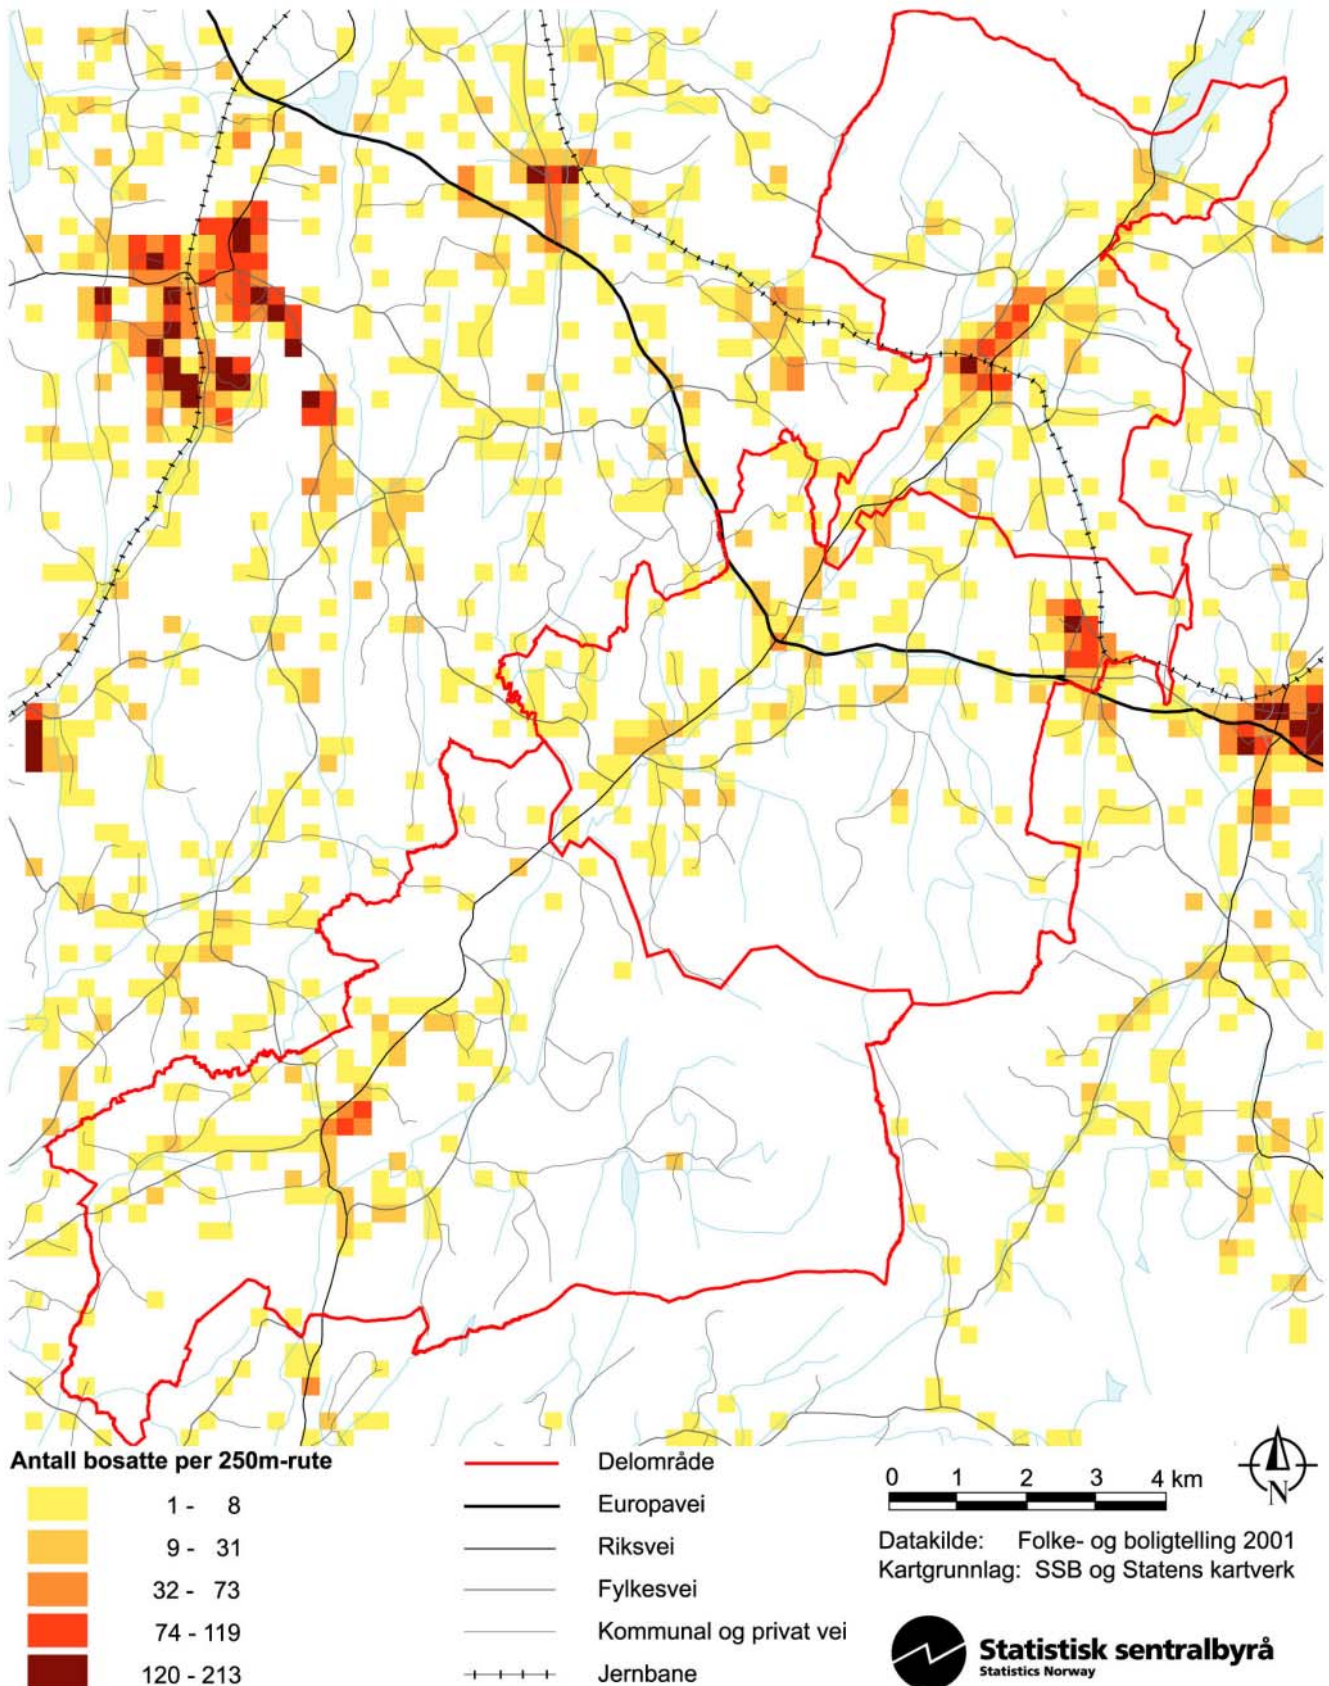 Antall bosatte per 250m-rute
1 - 8
9 - 31
32 - 73
74 - 119
120 - 213
Delområde
Europavei
Riksvei
Fylkesvei
Kommunal og privat vei
Jernbane
0 1 2 3 4 km
N
Datakilde: Folke- og boligtelling 2001
Kartgrunnlag: SSB og Statens kartverk
Statistisk sentralbyrå
Statistics Norway